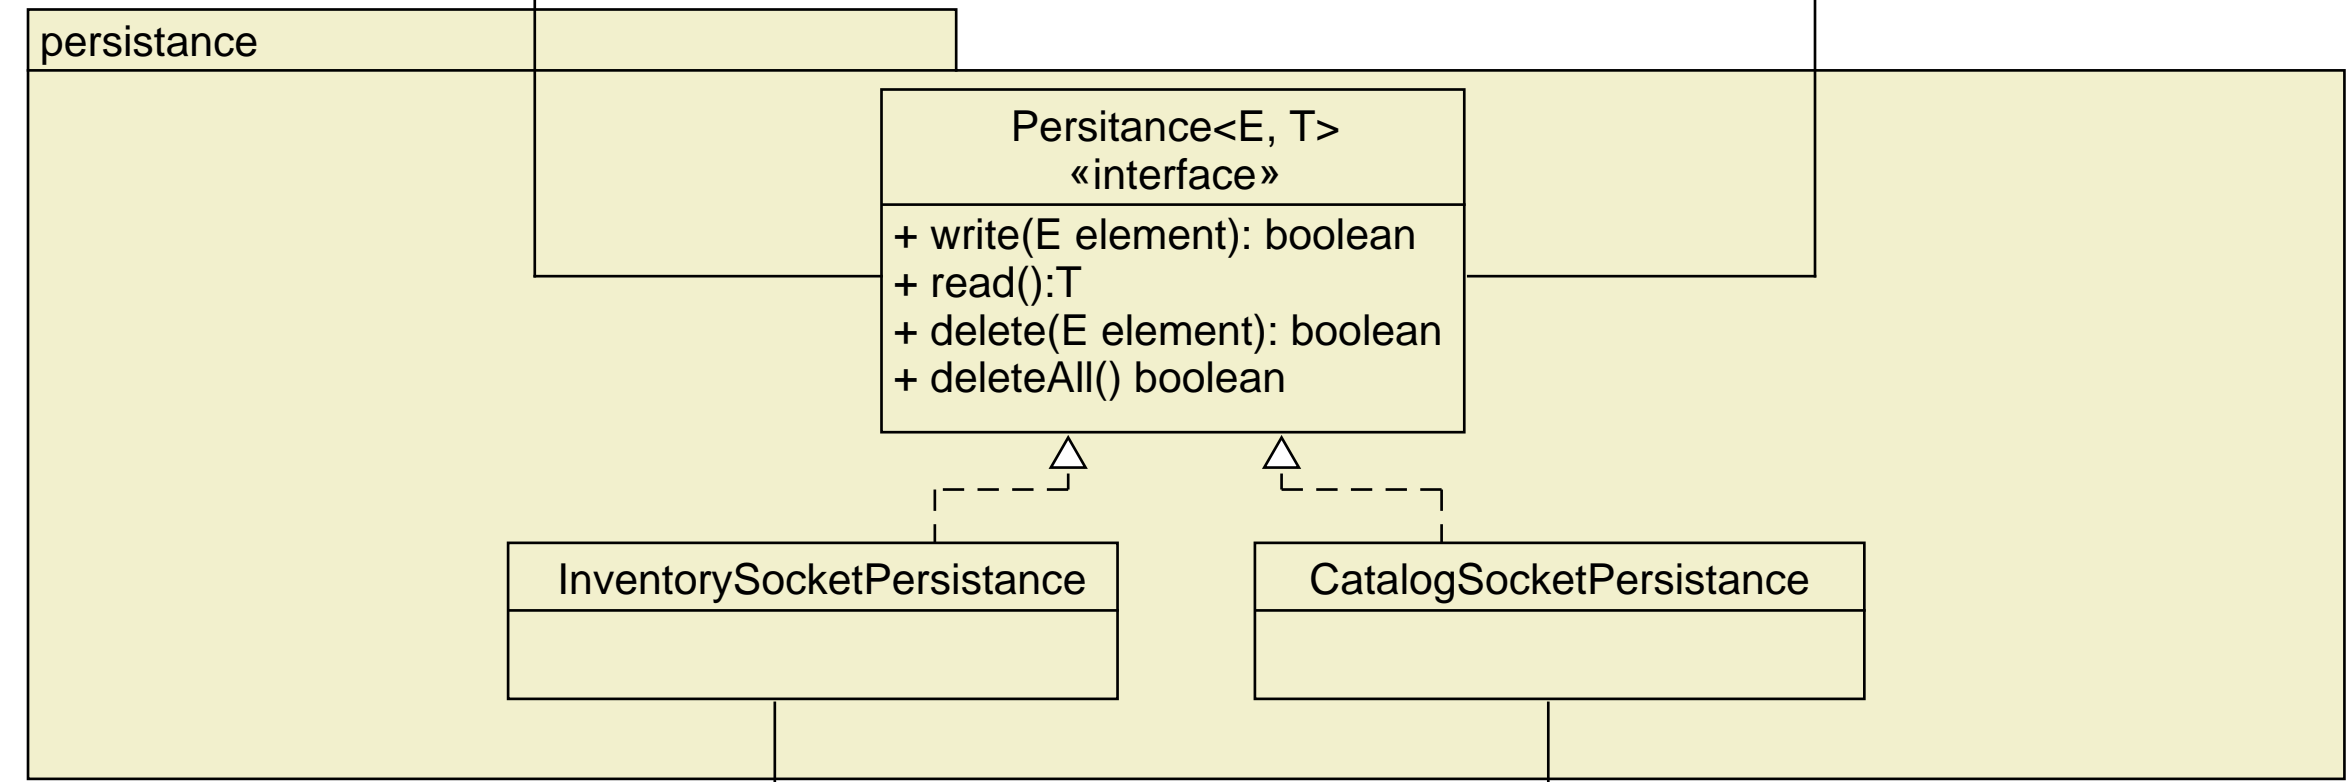 persistance
Persitance<E, T>
«interface»
+ write(E element): boolean
+ read():T
+ delete(E element): boolean
+ deleteAll() boolean
InventorySocketPersistance
CatalogSocketPersistance